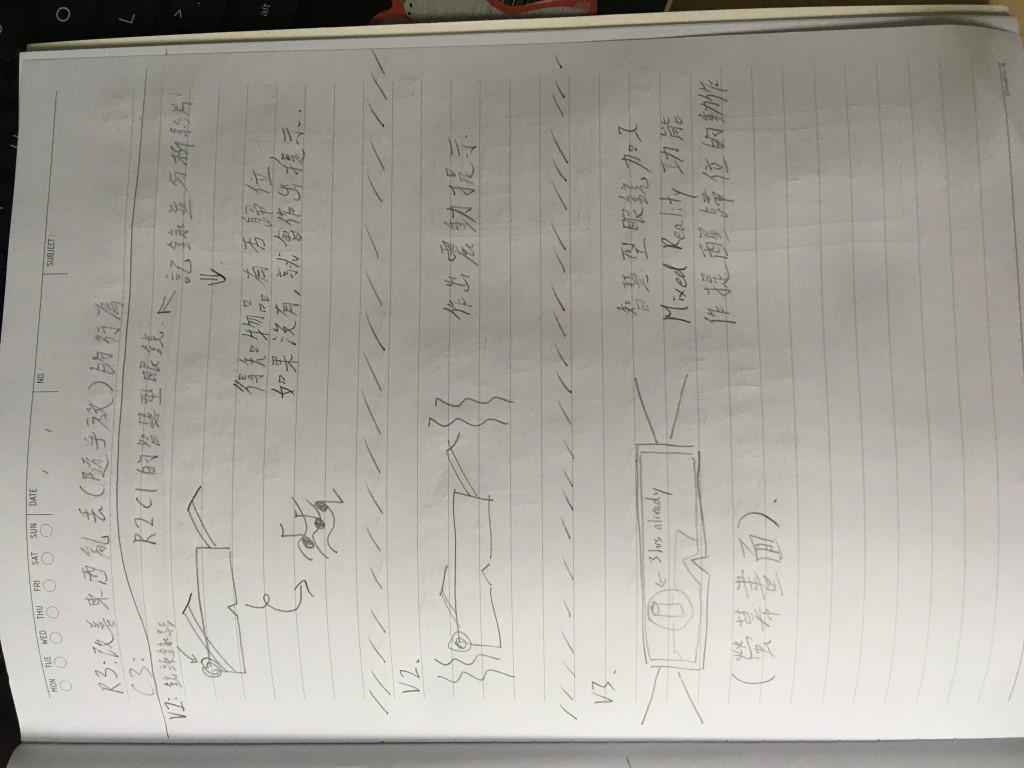 MON TUE WED THU FRI SAT SUN DATE / / NO. SUBJECT
R3:改善東西亂丟(隨手放)的行為
C3:
R2C1的智慧型眼鏡.
V1: 鏡頭錄影
記錄並分析影片
得知物品有否歸位,
如果沒有,就會作出提示..
V2.
作出震動提示
V3.
3 hrs already
智慧型眼鏡加了
Mixed Reality 功能
作提醒歸位的動作
(螢幕畫面).